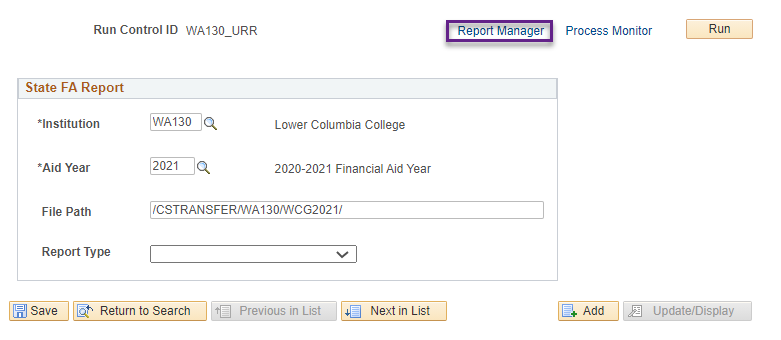 Run Control ID WA130_URR Report Manager Process Monitor Run
State FA Report
*Institution WA130 Lower Columbia College
*Aid Year 2021 2020-2021 Financial Aid Year
File Path /CSTRANSFER/WA130/WCG2021/
Report Type
Save Return to Search Previous in List Next in List Add Update/Display